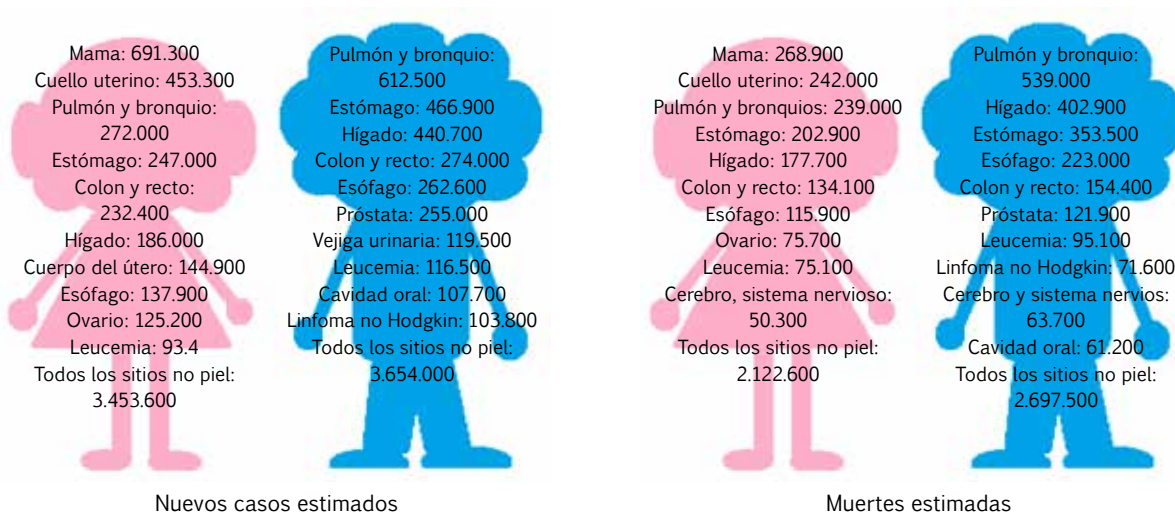 Mama: 691.300
Cuello uterino: 453.300
Pulmón y bronquio:
272.000
Estómago: 247.000
Colon y recto:
232.400
Hígado: 186.000
Cuerpo del útero: 144.900
Esófago: 137.900
Ovario: 125.200
Leucemia: 93.4
Todos los sitios no piel:
3.453.600
Pulmón y bronquio:
612.500
Estómago: 466.900
Hígado: 440.700
Colon y recto: 274.000
Esófago: 262.600
Próstata: 255.000
Vejiga urinaria: 119.500
Leucemia: 116.500
Cavidad oral: 107.700
Linfoma no Hodgkin: 103.800
Todos los sitios no piel:
3.654.000
Nuevos casos estimados
Mama: 268.900
Cuello uterino: 242.000
Pulmón y bronquios: 239.000
Estómago: 202.900
Hígado: 177.700
Colon y recto: 134.100
Esófago: 115.900
Ovario: 75.700
Leucemia: 75.100
Cerebro, sistema nervioso:
50.300
Todos los sitios no piel:
2.122.600
Pulmón y bronquio:
539.000
Hígado: 402.900
Estómago: 353.500
Esófago: 223.000
Colon y recto: 154.400
Próstata: 121.900
Leucemia: 95.100
Linfoma no Hodgkin: 71.600
Cerebro y sistema nervios:
63.700
Cavidad oral: 61.200
Todos los sitios no piel:
2.697.500
Muertes estimadas